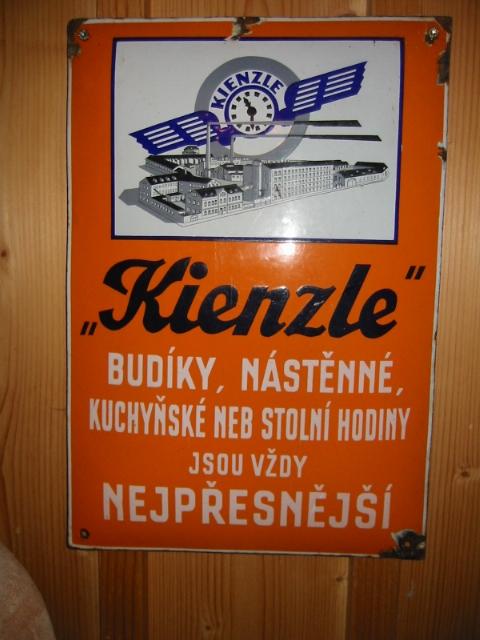 KIENZLE
„Kienzle“
BUDÍKY, NÁSTĚNNÉ,
KUCHYŇSKÉ NEB STOLNÍ HODINY
JSOU VŽDY
NEJPŘESNĚJŠÍ